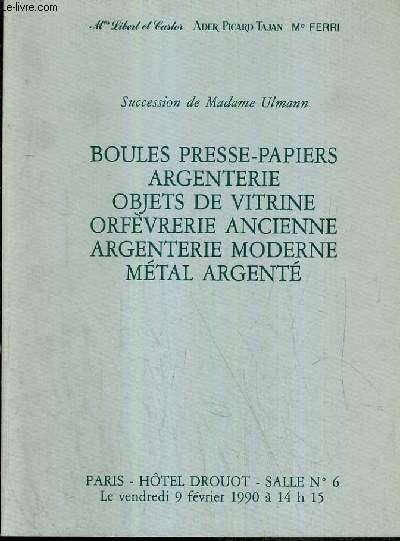 Le-livre.com
Mes Libert et Castor ADER PICARD TAJAN Me FERRI
Succession de Madame Ulmann
BOULES PRESSE-PAPIERS
ARGENTERIE
OBJETS DE VITRINE
ORFÈVRERIE ANCIENNE
ARGENTERIE MODERNE
MÉTAL ARGENTÉ
PARIS - HÔTEL DROUOT - SALLE N° 6
Le vendredi 9 février 1990 à 14 h 15